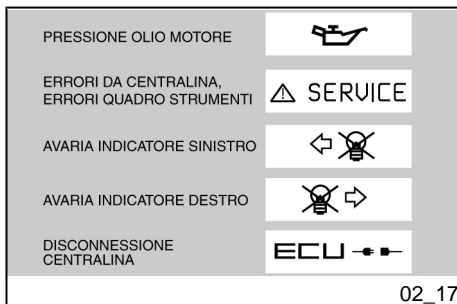 PRESSIONE OLIO MOTORE
ERRORI DA CENTRALINA,
ERRORI QUADRO STRUMENTI
SERVICE
AVARIA INDICATORE SINISTRO
AVARIA INDICATORE DESTRO
DISCONNESSIONE
CENTRALINA
ECU
02_17